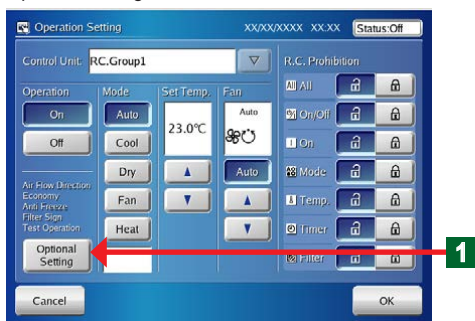 Operation Setting
XX/XX/XXXX XX:XX
Status:Off
Control Unit:
RC.Group1
R.C. Prohibition
Operation
Mode
Set Temp.
Fan
On
Off
Auto
Cool
Dry
Fan
Heat
23.0°C
Auto
Auto
All All
On/Off
On
Mode
Temp.
Timer
Filter
Air Flow Direction
Economy
Anti Freeze
Filter Sign
Test Operation
Optional
Setting
1
Cancel
OK